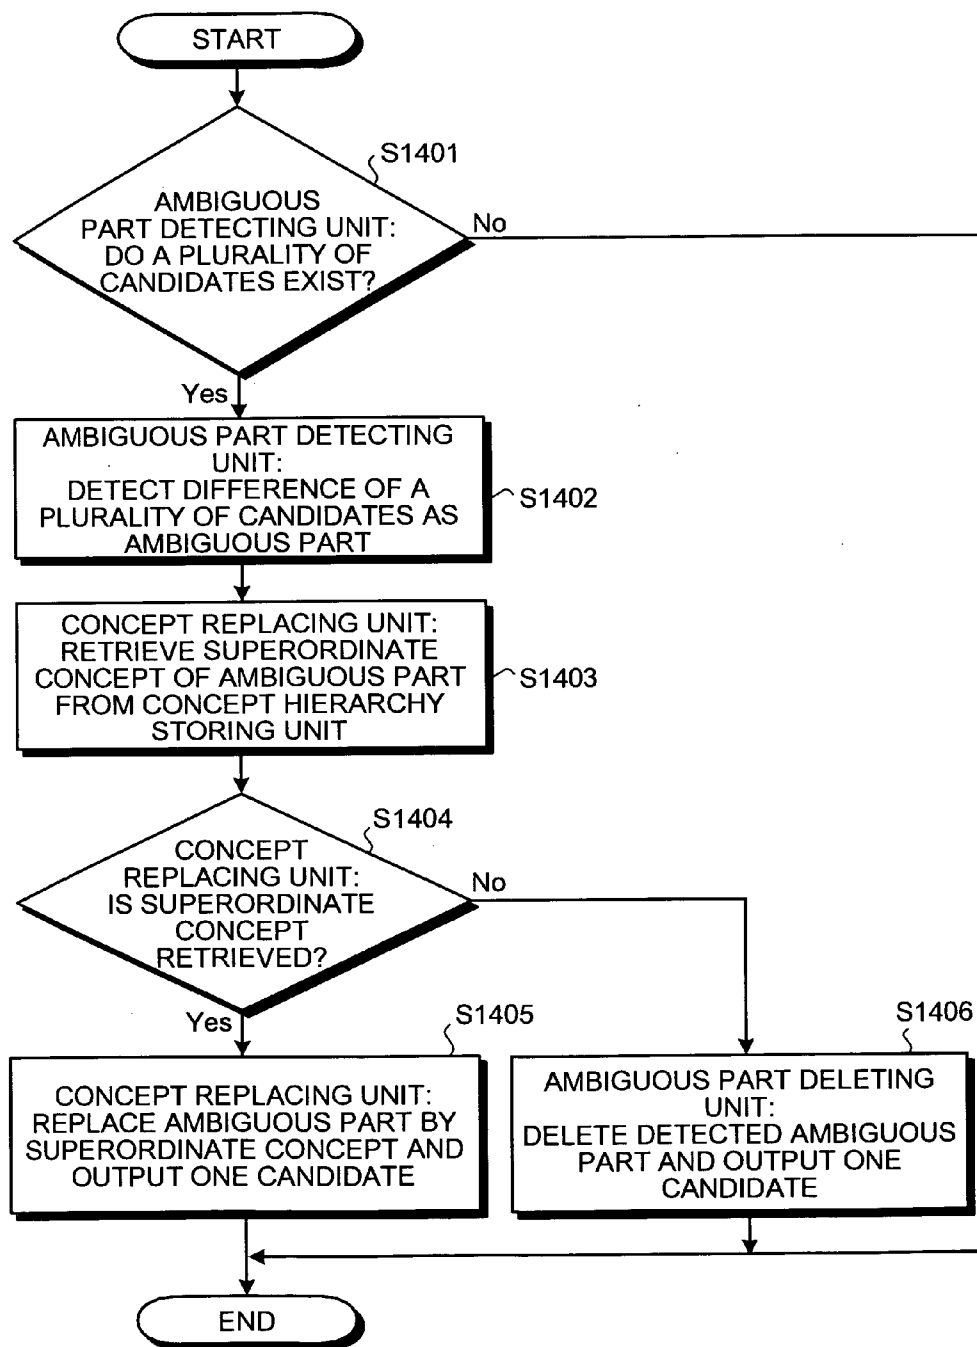 START
S1401
AMBIGUOUS
PART DETECTING UNIT:
DO A PLURALITY OF
CANDIDATES EXIST?
No
Yes
AMBIGUOUS PART DETECTING
UNIT:
DETECT DIFFERENCE OF A
PLURALITY OF CANDIDATES AS
AMBIGUOUS PART
S1402
CONCEPT REPLACING UNIT:
RETRIEVE SUPERORDINATE
CONCEPT OF AMBIGUOUS PART
FROM CONCEPT HIERARCHY
STORING UNIT
S1403
S1404
CONCEPT
REPLACING UNIT:
IS SUPERORDINATE
CONCEPT
RETRIEVED?
No
Yes
S1405
CONCEPT REPLACING UNIT:
REPLACE AMBIGUOUS PART BY
SUPERORDINATE CONCEPT AND
OUTPUT ONE CANDIDATE
S1406
AMBIGUOUS PART DELETING
UNIT:
DELETE DETECTED AMBIGUOUS
PART AND OUTPUT ONE
CANDIDATE
END